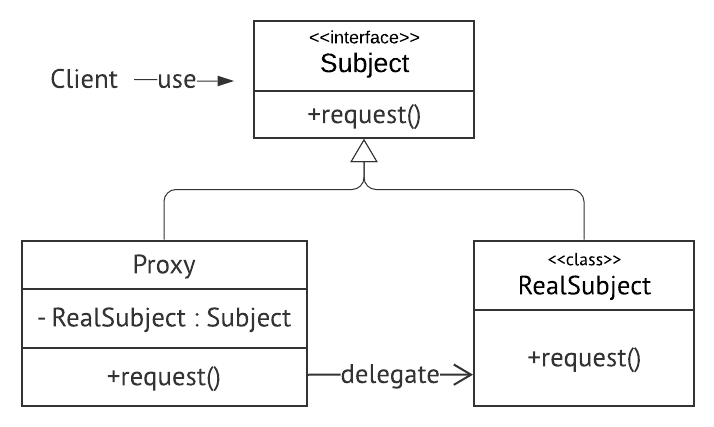 <<interface>>
Subject
Client
use
+request()
Proxy
- RealSubject : Subject
+request()
delegate
<<class>>
RealSubject
+request()